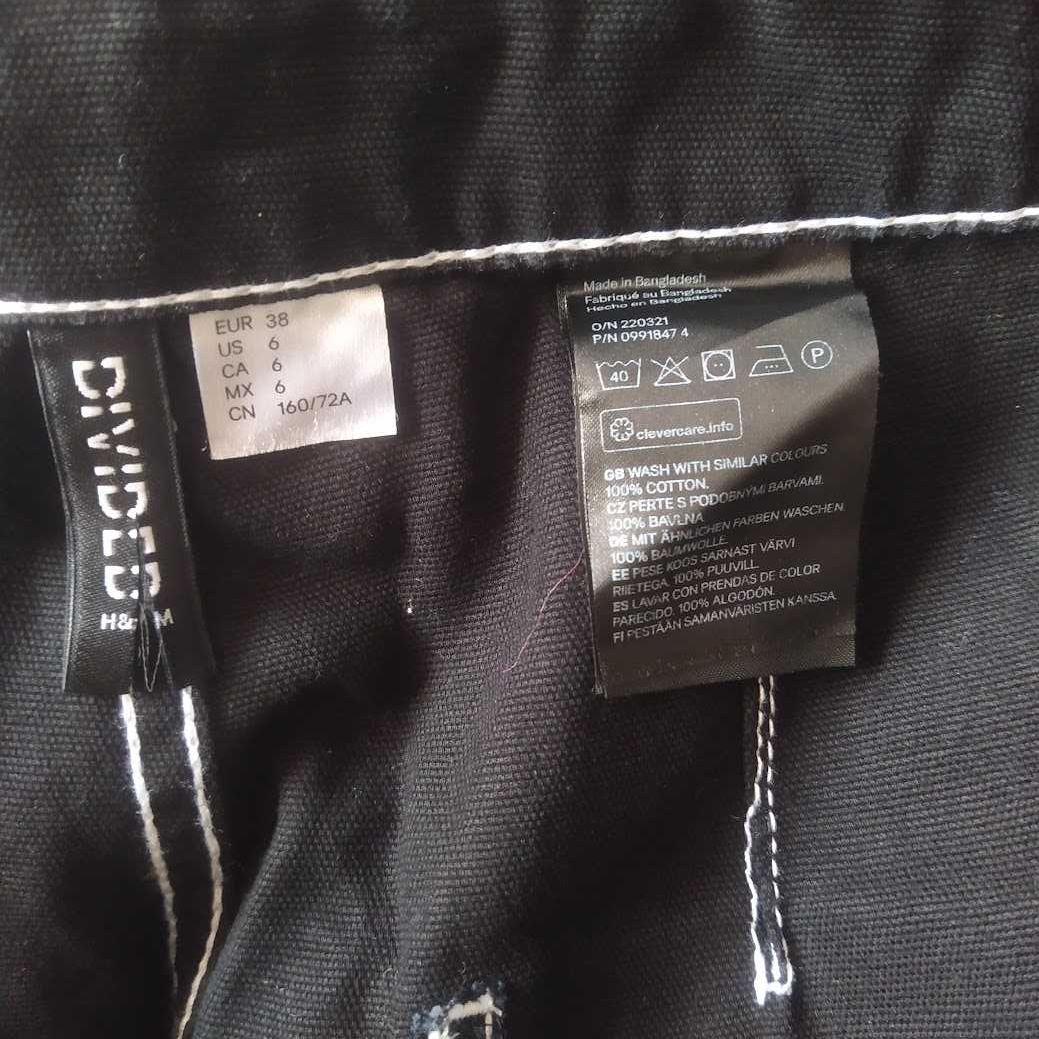 DIVIDED
H&M
EUR 38
US 6
CA 6
MX 6
CN 160/72A
Made in Bangladesh
Fabriqué au Bangladesh
Hecho en Bangladesh
O/N 220321
P/N 0991847 4
40
P
clevercare.info
GB WASH WITH SIMILAR COLOURS
100% COTTON.
CZ PERTE S PODOBNÝMI BARVAMI.
100% BAVLNA
DE MIT ÄHNLICHEN FARBEN WASCHEN.
100% BAUMWOLLE.
EE PESE KOOS SARNAST VÄRVI
RIIETEGA. 100% PUUVILL
ES LAVAR CON PRENDAS DE COLOR
PARECIDO. 100% ALGODÓN.
FI PESTÄÄN SAMANVÄRISTEN KANSSA.